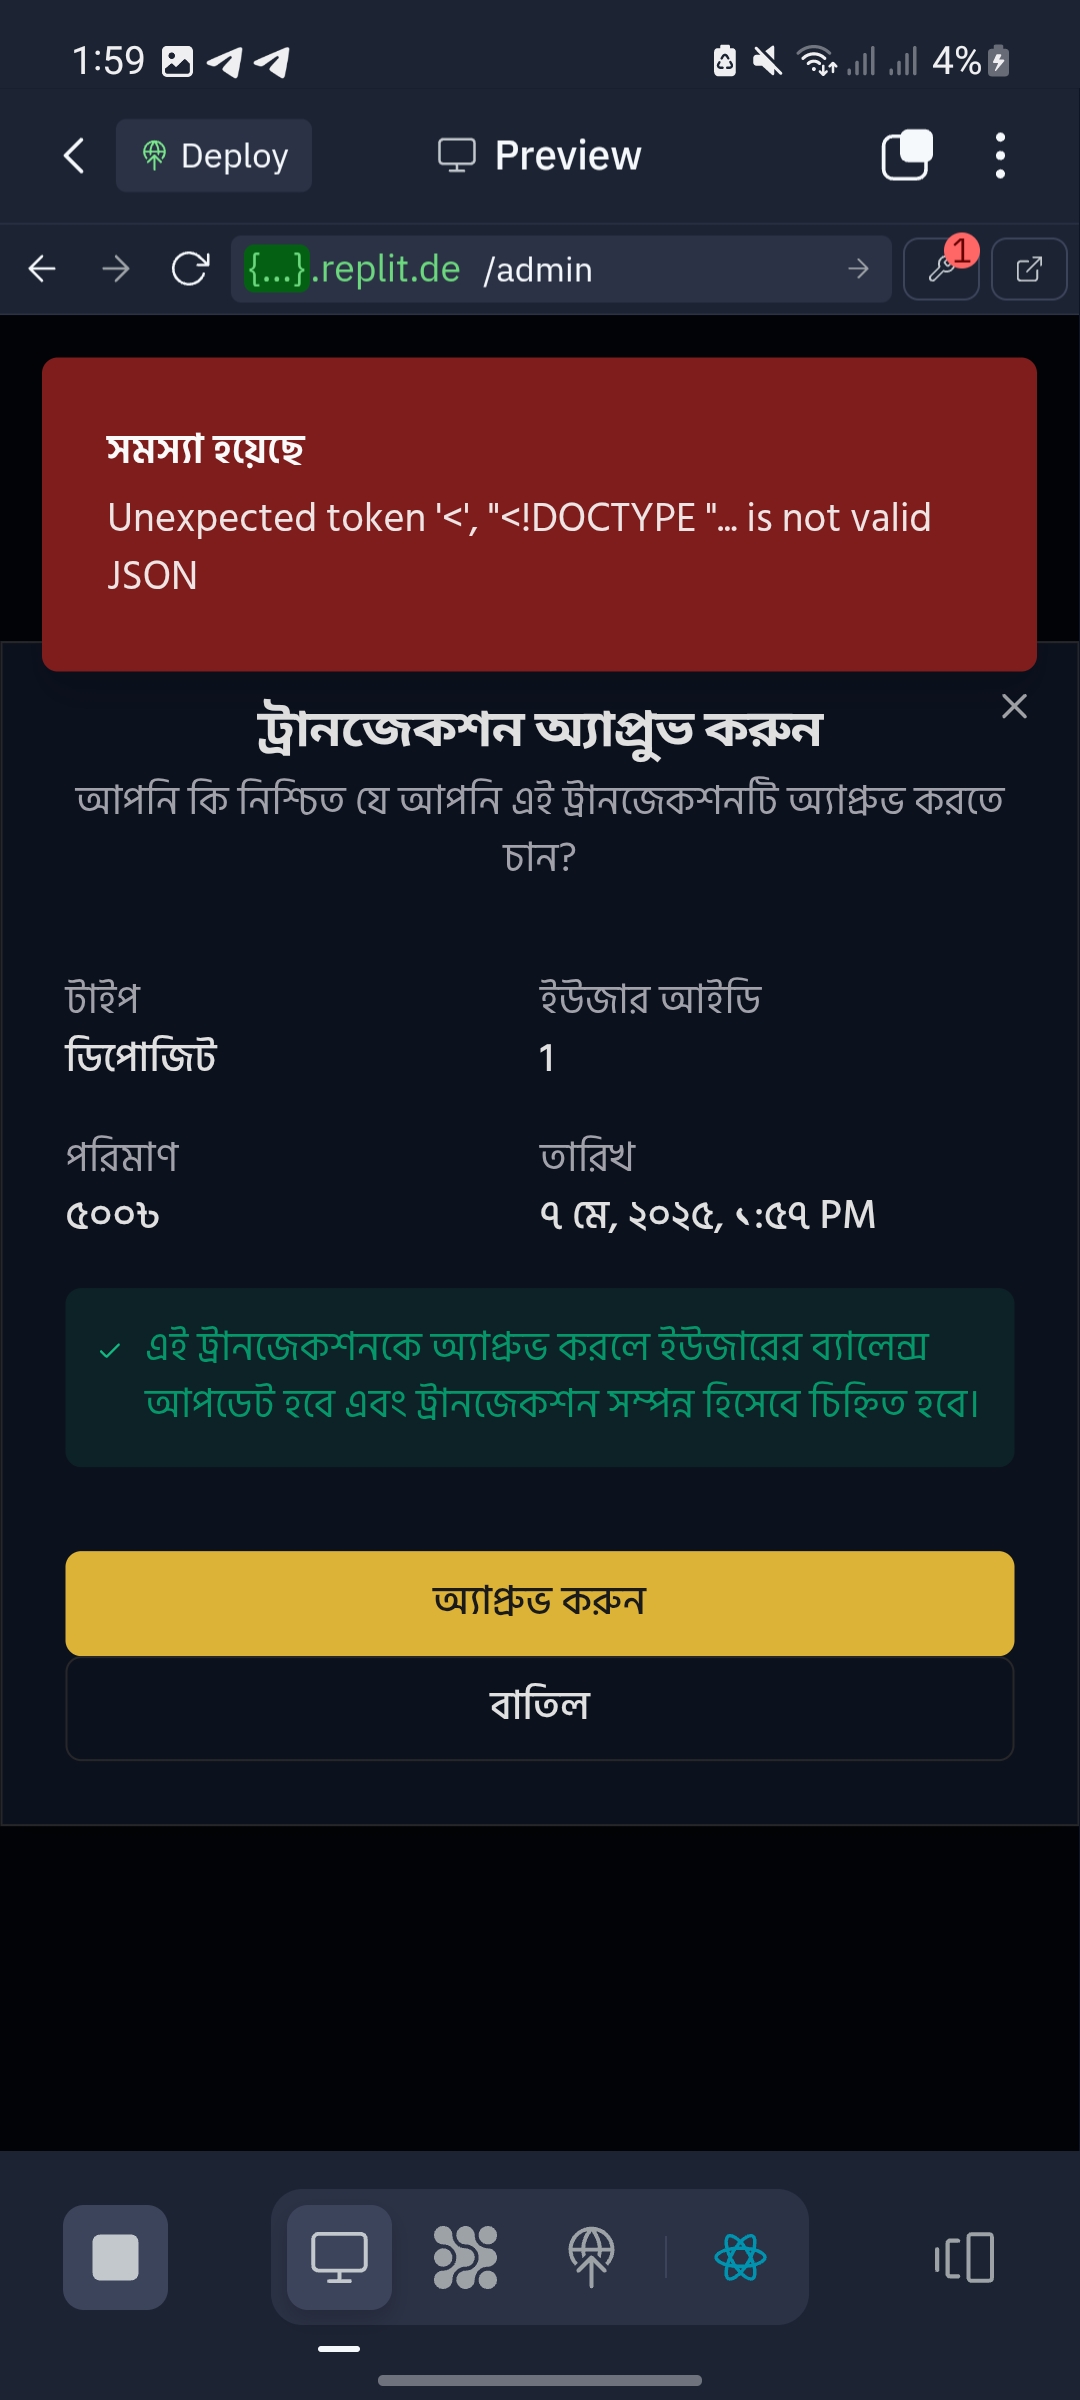 1:59
4%
Deploy
Preview
{...}.replit.de /admin
1
সমস্যা হয়েছে
Unexpected token '<', "<!DOCTYPE "... is not valid
JSON
ট্রানজেকশন অ্যাপ্রুভ করুন
আপনি কি নিশ্চিত যে আপনি এই ট্রানজেকশনটি অ্যাপ্রুভ করতে
চান?
টাইপ
ইউজার আইডি
ডিপোজিট
1
পরিমাণ
তারিখ
৫০০৳
৭ মে, ২০২৫, ১:৫৭ PM
এই ট্রানজেকশনকে অ্যাপ্রুভ করলে ইউজারের ব্যালেন্স
আপডেট হবে এবং ট্রানজেকশন সম্পন্ন হিসেবে চিহ্নিত হবে।
অ্যাপ্রুভ করুন
বাতিল